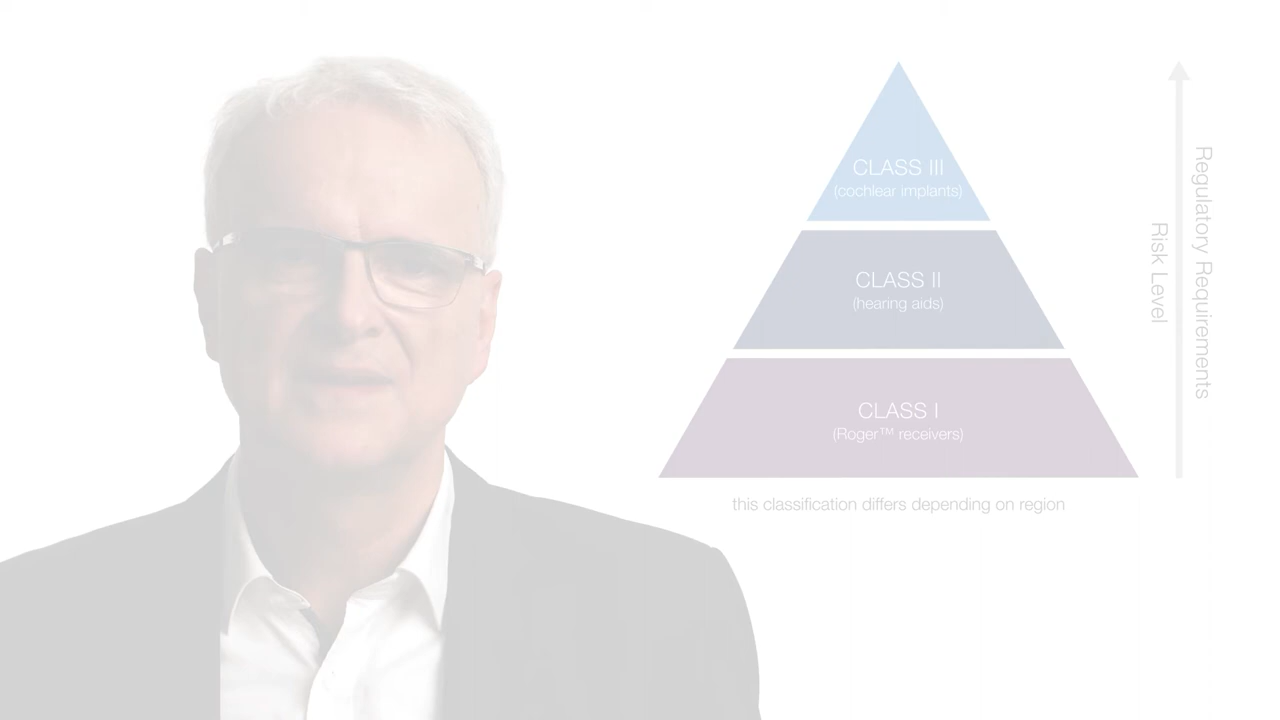 CLASS III
(cochlear implants)
CLASS II
(hearing aids)
CLASS I
(Roger™ receivers)
this classification differs depending on region
Risk Level
Regulatory Requirements